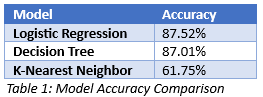 Model Accuracy
Logistic Regression 87.52%
Decision Tree 87.01%
K-Nearest Neighbor 61.75%
Table 1: Model Accuracy Comparison